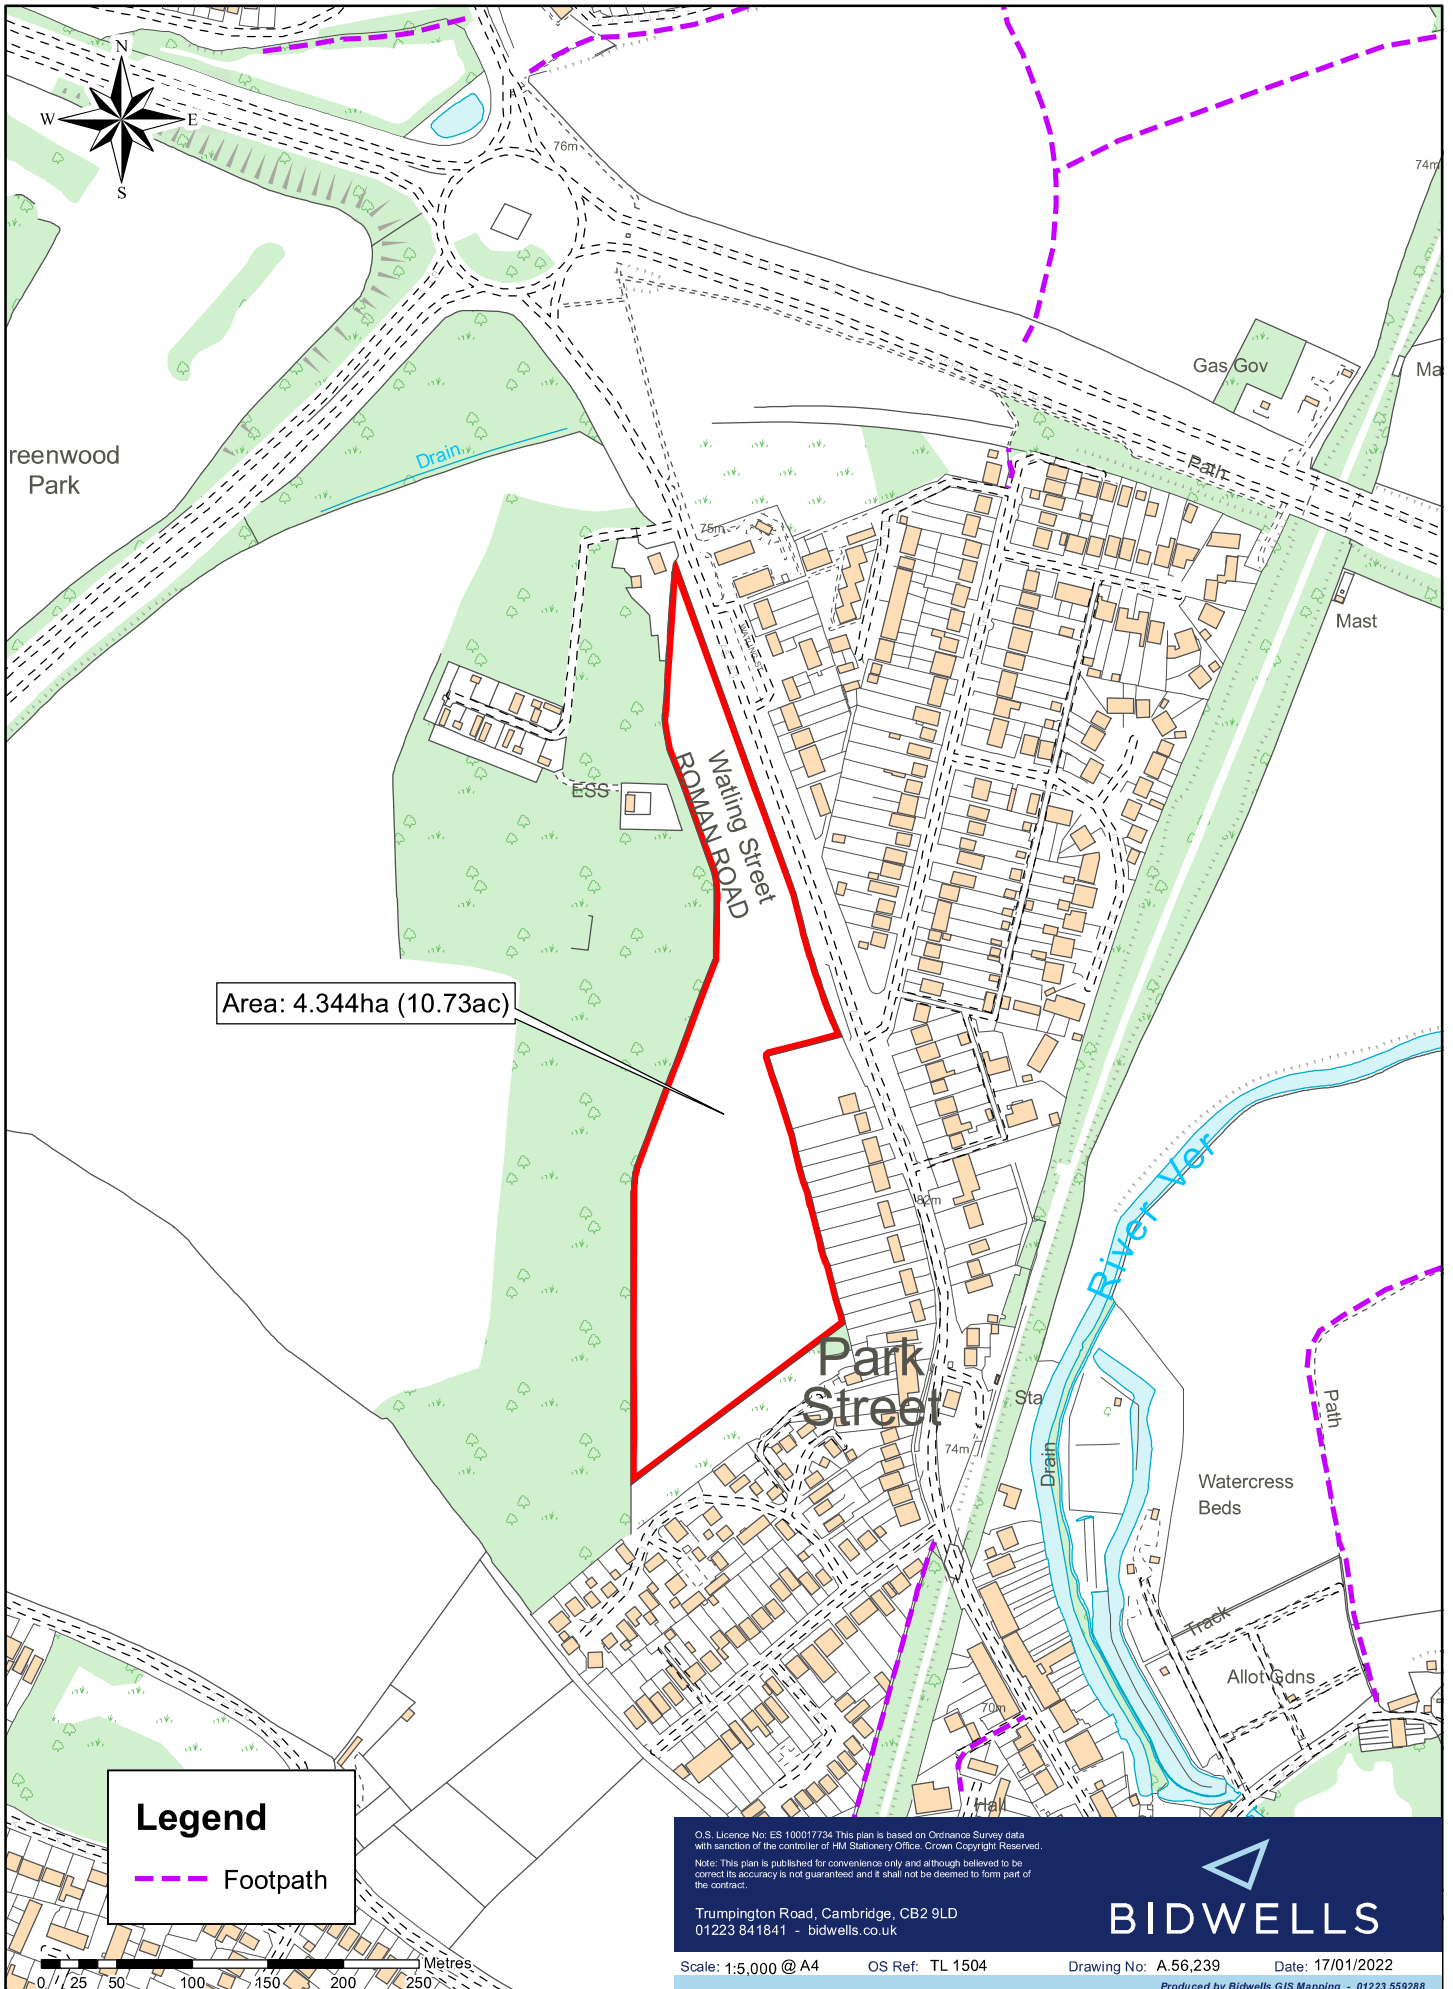 N
W
E
S
76m
74m
Gas Gov
Ma
reenwood
Park
Drain
Path
75m
Mast
WATLING ST
Watling Street
ROMAN ROAD
ESS
Area: 4.344ha (10.73ac)
River Ver
82m
Park
Street
Sta
74m
Drain
Path
Watercress
Beds
Track
Allot Gdns
70m
Hall
Legend
Footpath
Metres
0 25 50 100 150 200 250
O.S. Licence No: ES 100017734 This plan is based on Ordnance Survey data
with sanction of the controller of HM Stationery Office. Crown Copyright Reserved.
Note: This plan is published for convenience only and although believed to be
correct its accuracy is not guaranteed and it shall not be deemed to form part of
the contract.
Trumpington Road, Cambridge, CB2 9LD
01223 841841 - bidwells.co.uk
BIDWELLS
Scale: 1:5,000 @ A4 OS Ref: TL 1504 Drawing No: A.56,239 Date: 17/01/2022
Produced by Bidwells GIS Mapping - 01223 559288